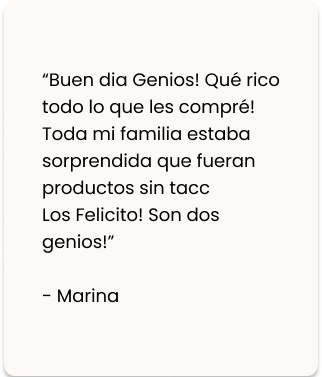 “Buen dia Genios! Qué rico
todo lo que les compré!
Toda mi familia estaba
sorprendida que fueran
productos sin tacc
Los Felicito! Son dos
genios!”
- Marina